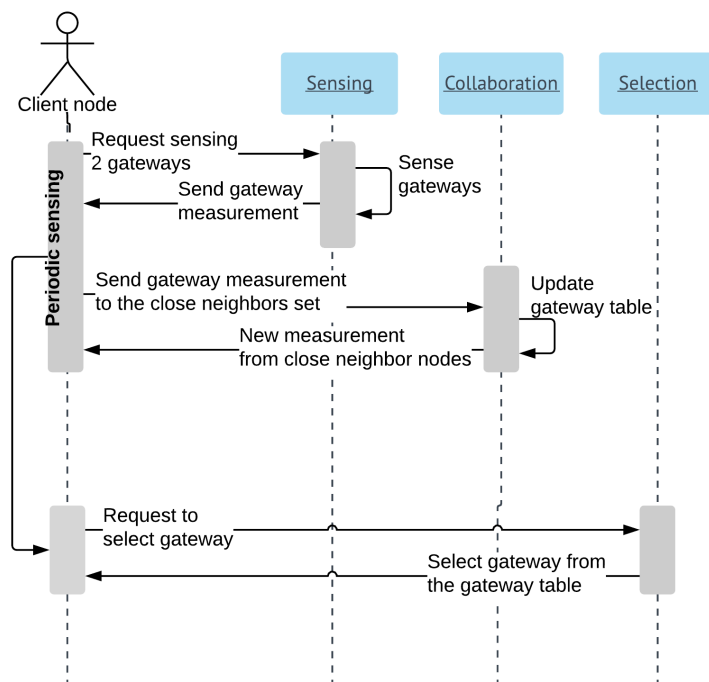 Client node
Sensing
Collaboration
Selection
Periodic sensing
Request sensing
2 gateways
Sense
gateways
Send gateway
measurement
Send gateway measurement
to the close neighbors set
Update
gateway table
New measurement
from close neighbor nodes
Request to
select gateway
Select gateway from
the gateway table